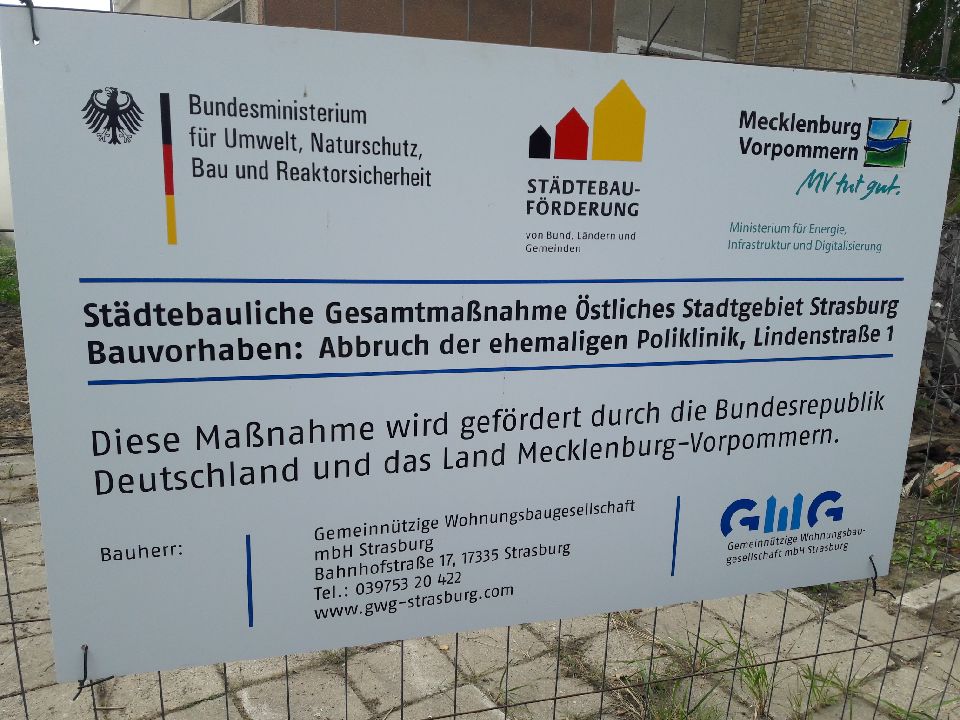 Bundesministerium
für Umwelt, Naturschutz,
Bau und Reaktorsicherheit
STÄDTEBAU-
FÖRDERUNG
von Bund, Ländern und
Gemeinden
Mecklenburg
Vorpommern
MV tut gut.
Ministerium für Energie,
Infrastruktur und Digitalisierung
Städtebauliche Gesamtmaßnahme Östliches Stadtgebiet Strasburg
Bauvorhaben: Abbruch der ehemaligen Poliklinik, Lindenstraße 1
Diese Maßnahme wird gefördert durch die Bundesrepublik
Deutschland und das Land Mecklenburg-Vorpommern.
Bauherr:
Gemeinnützige Wohnungsbaugesellschaft
mbH Strasburg
Bahnhofstraße 17, 17335 Strasburg
Tel.: 039753 20 422
www.gwg-strasburg.com
GWG
Gemeinnützige Wohnungsbau-
gesellschaft mbH Strasburg